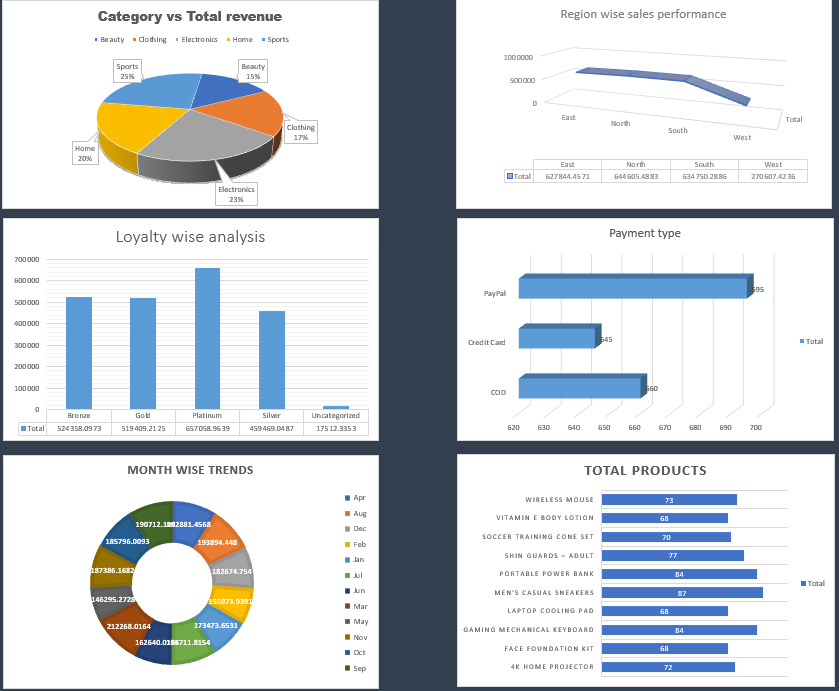 Category vs Total revenue
Beauty Clothing Electronics Home Sports
Sports
25%
Beauty
15%
Clothing
17%
Home
20%
Electronics
23%
Region wise sales performance
1000000
500000
0
East
North
South
West
Total
East North South West
Total 627844.4571 644605.4883 634750.2886 270607.4236
Loyalty wise analysis
700000
600000
500000
400000
300000
200000
100000
0
Bronze Gold Platinum Silver Uncategorized
Total 524358.0973 519409.2125 657058.9639 459469.0487 17512.3353
Payment type
PayPal 695
Credit Card 645
COD 660
Total
620 630 640 650 660 670 680 690 700
MONTH WISE TRENDS
182881.4568
193894.448
182674.754
155073.9391
173473.6531
212268.0164
146295.2728
187386.1682
185796.0093
Apr
Aug
Dec
Feb
Jan
Jul
Jun
Mar
May
Nov
Oct
Sep
TOTAL PRODUCTS
WIRELESS MOUSE 73
VITAMIN E BODY LOTION 68
SOCCER TRAINING CONE SET 70
SHIN GUARDS – ADULT 77
PORTABLE POWER BANK 84
MEN'S CASUAL SNEAKERS 87
LAPTOP COOLING PAD 68
GAMING MECHANICAL KEYBOARD 84
FACE FOUNDATION KIT 68
4K HOME PROJECTOR 72
Total